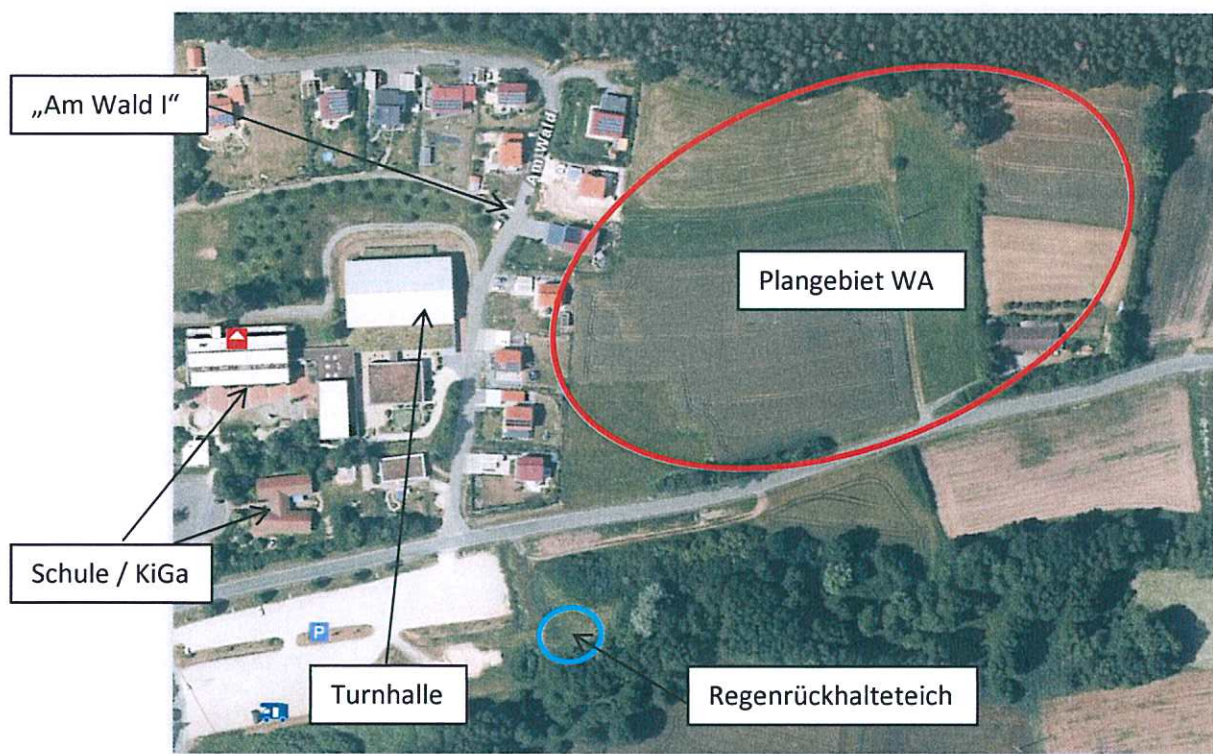 „Am Wald I“
Am Wald
Plangebiet WA
Schule / KiGa
P
Turnhalle
Regenrückhalteteich